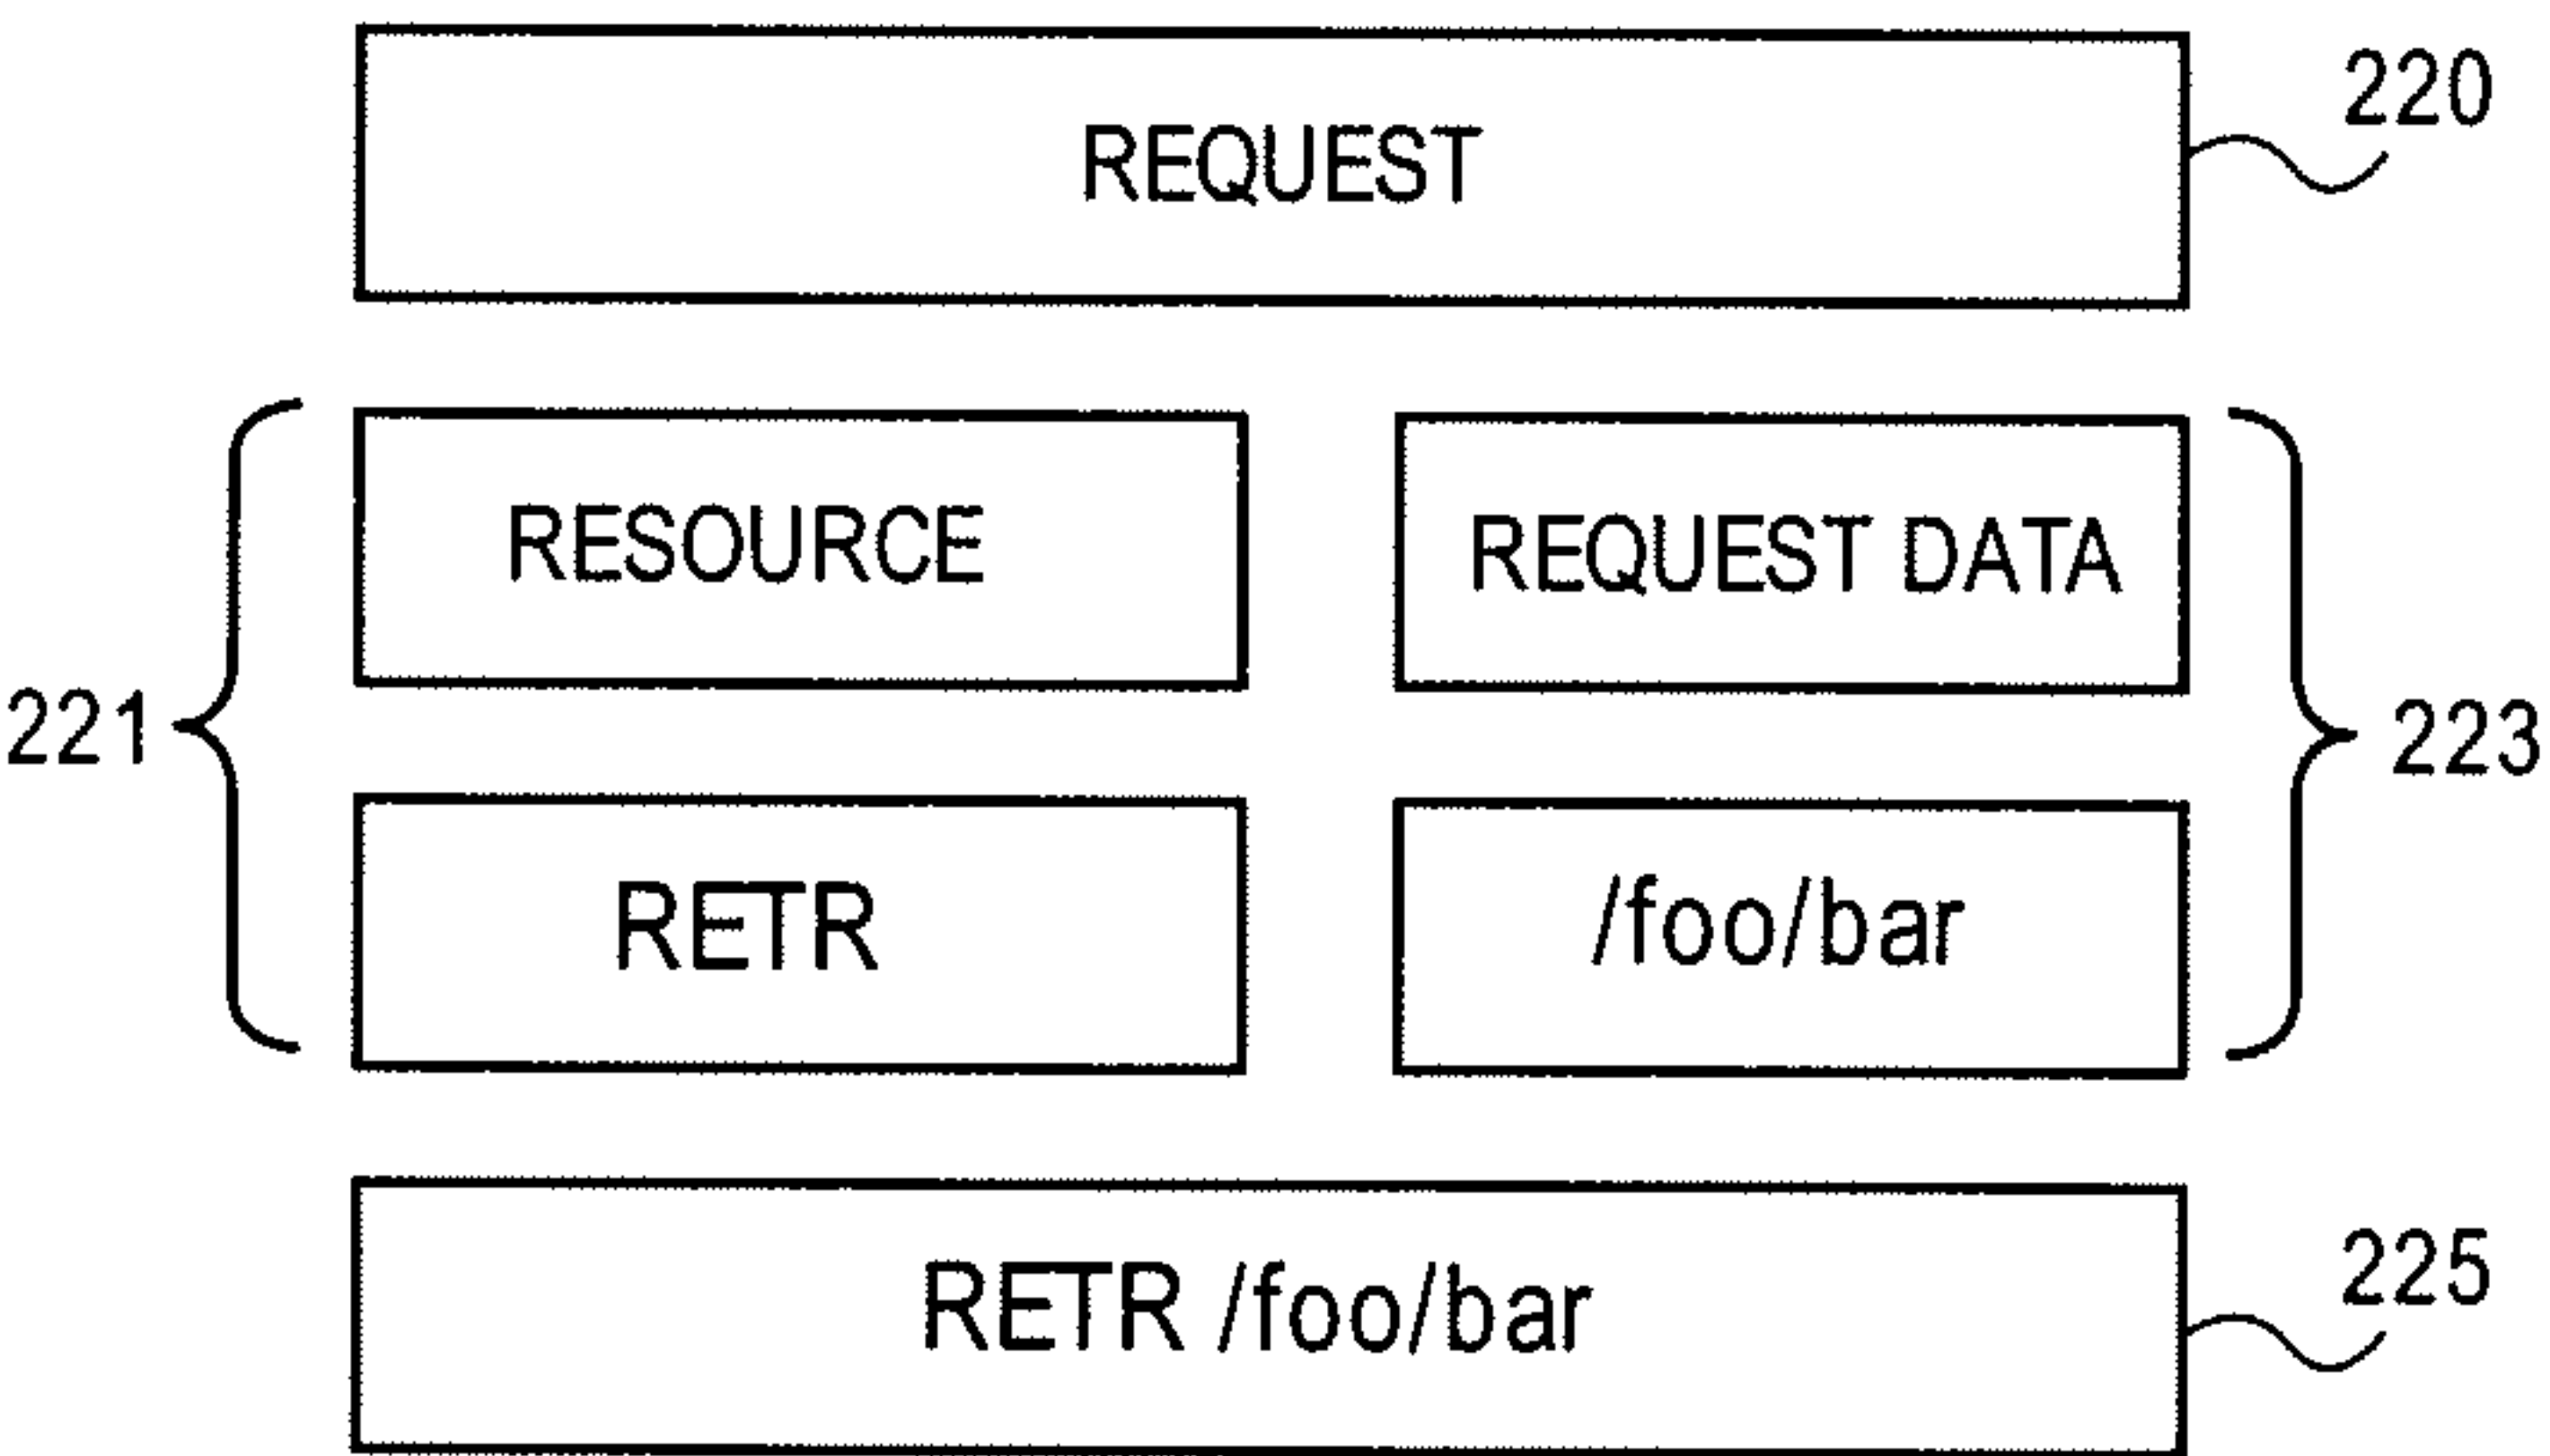 220
REQUEST
RESOURCE
REQUEST DATA
221
223
RETR
/foo/bar
225
RETR /foo/bar